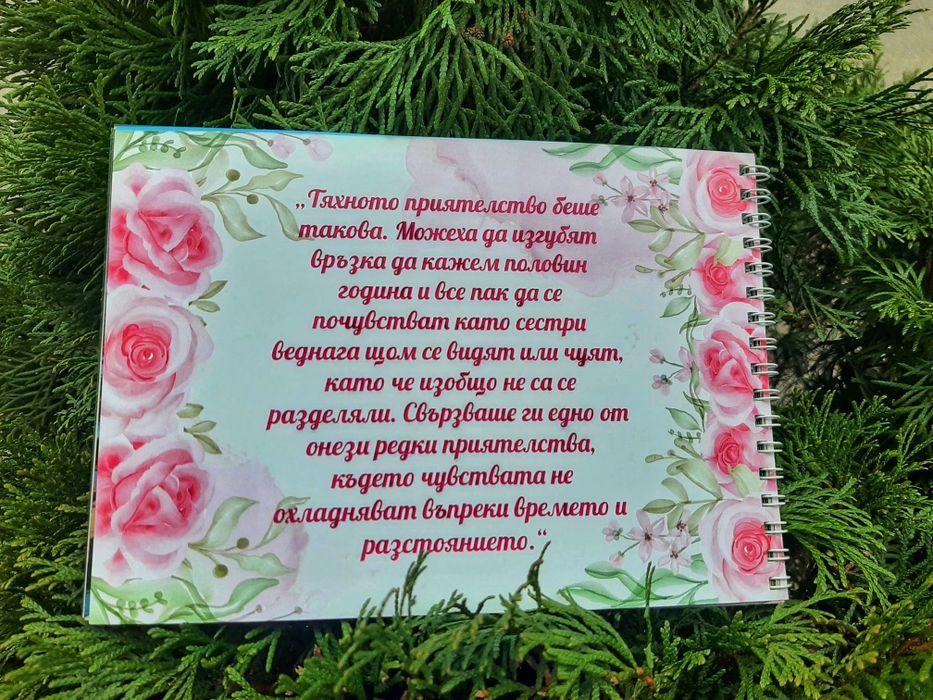 „Тяхното приятелство беше
такова. Можеха да изгубят
връзка да кажем половин
година и все пак да се
почувстват като сестри
веднага щом се видят или чуят,
като че изобщо не са се
разделяли. Свързваше ги едно от
онези редки приятелства,
където чувствата не
охладняват въпреки времето и
разстоянието.“